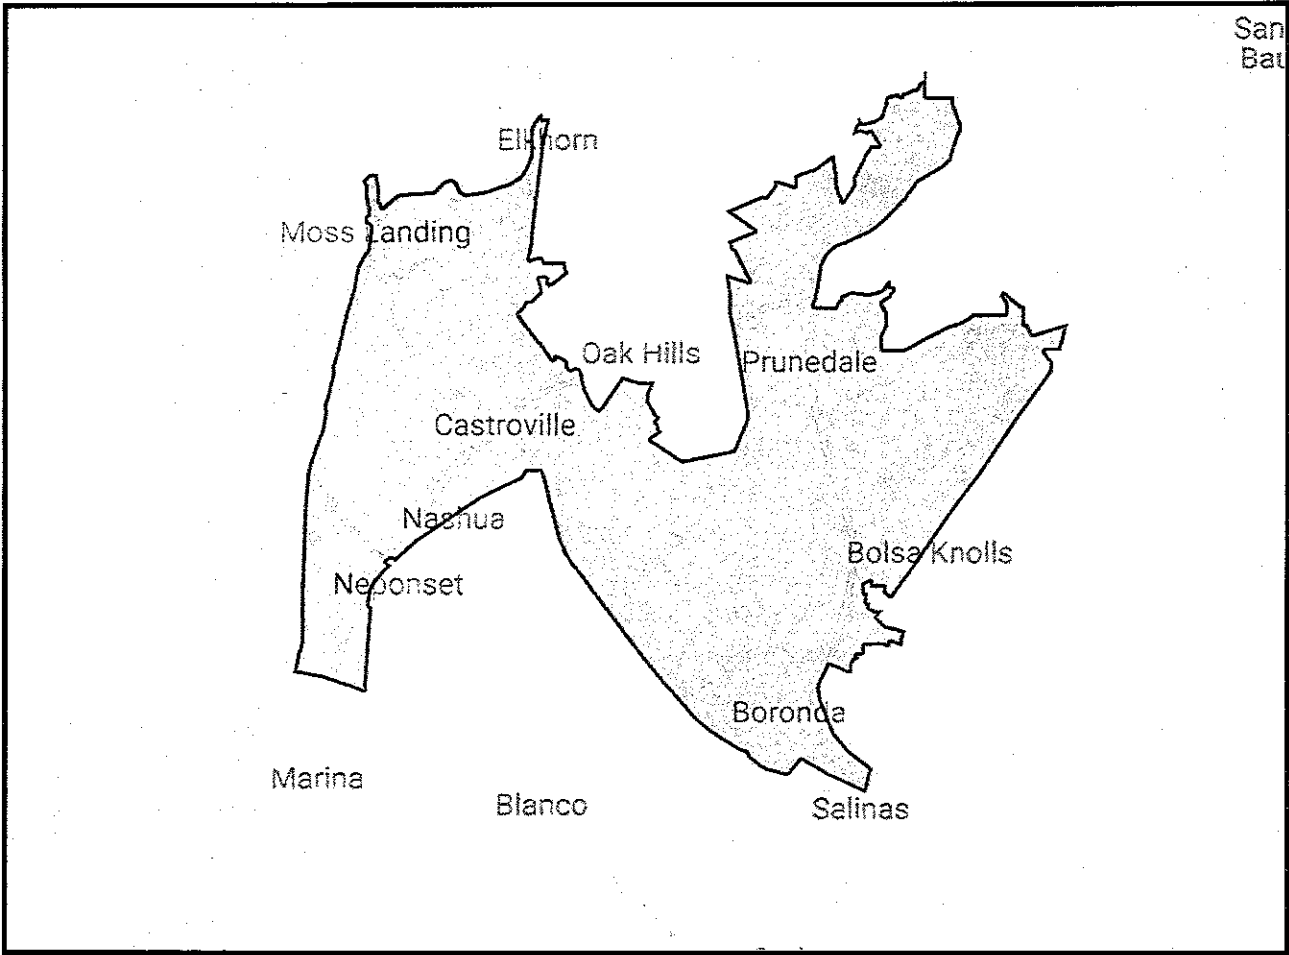 San
Bau
Elkhorn
Moss Landing
Oak Hills
Prunedale
Castroville
Nashua
Bolsa Knolls
Neponset
Boronda
Marina
Blanco
Salinas